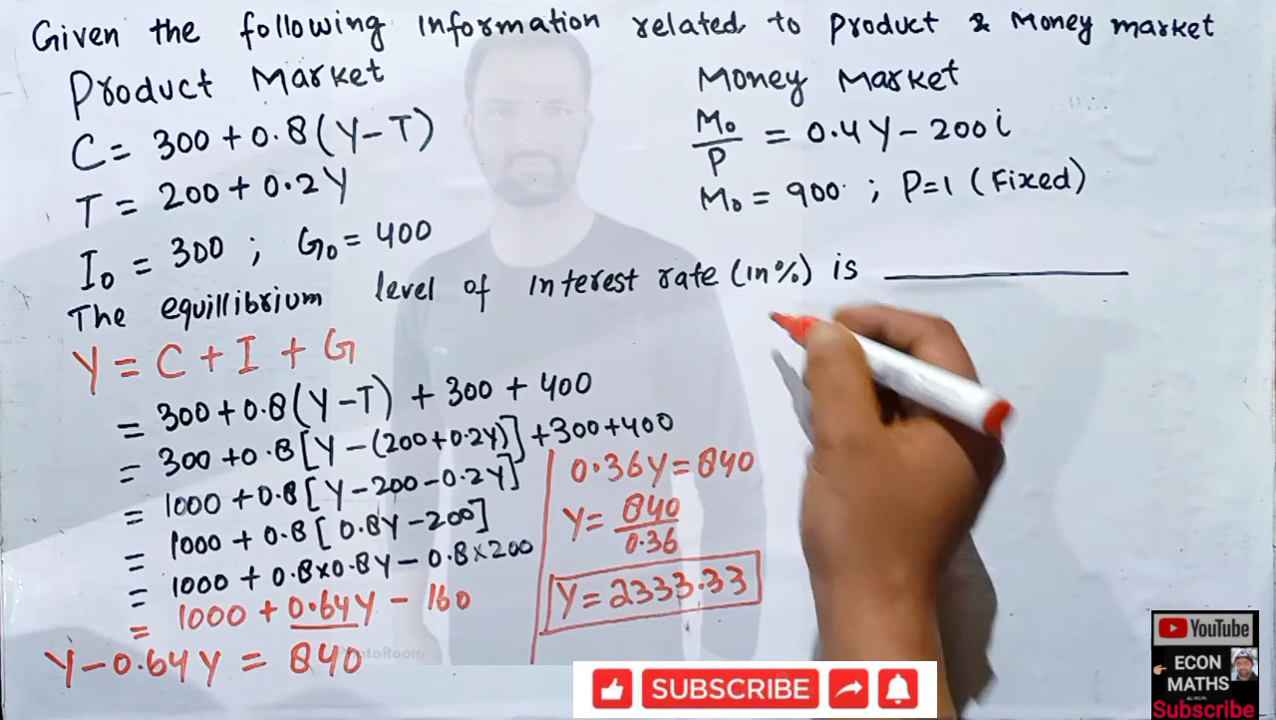 Given the following information related to product & Money market
Product Market
C = 300 + 0.8 (Y - T)
T = 200 + 0.2Y
I₀ = 300 ; G₀ = 400
Money Market
M₀/P = 0.4Y - 200i
M₀ = 900 ; P=1 (Fixed)
The equillibrium level of interest rate (in%) is ________
Y = C + I + G
= 300 + 0.8 (Y - T) + 300 + 400
= 300 + 0.8 [Y - (200 + 0.2Y)] + 300 + 400
= 1000 + 0.8 [Y - 200 - 0.2Y]
= 1000 + 0.8 [0.8Y - 200]
= 1000 + 0.8 x 0.8Y - 0.8 x 200
= 1000 + 0.64Y - 160
Y - 0.64Y = 840
0.36Y = 840
Y = 840/0.36
Y = 2333.33
SUBSCRIBE
YouTube
ECON
MATHS
Subscribe